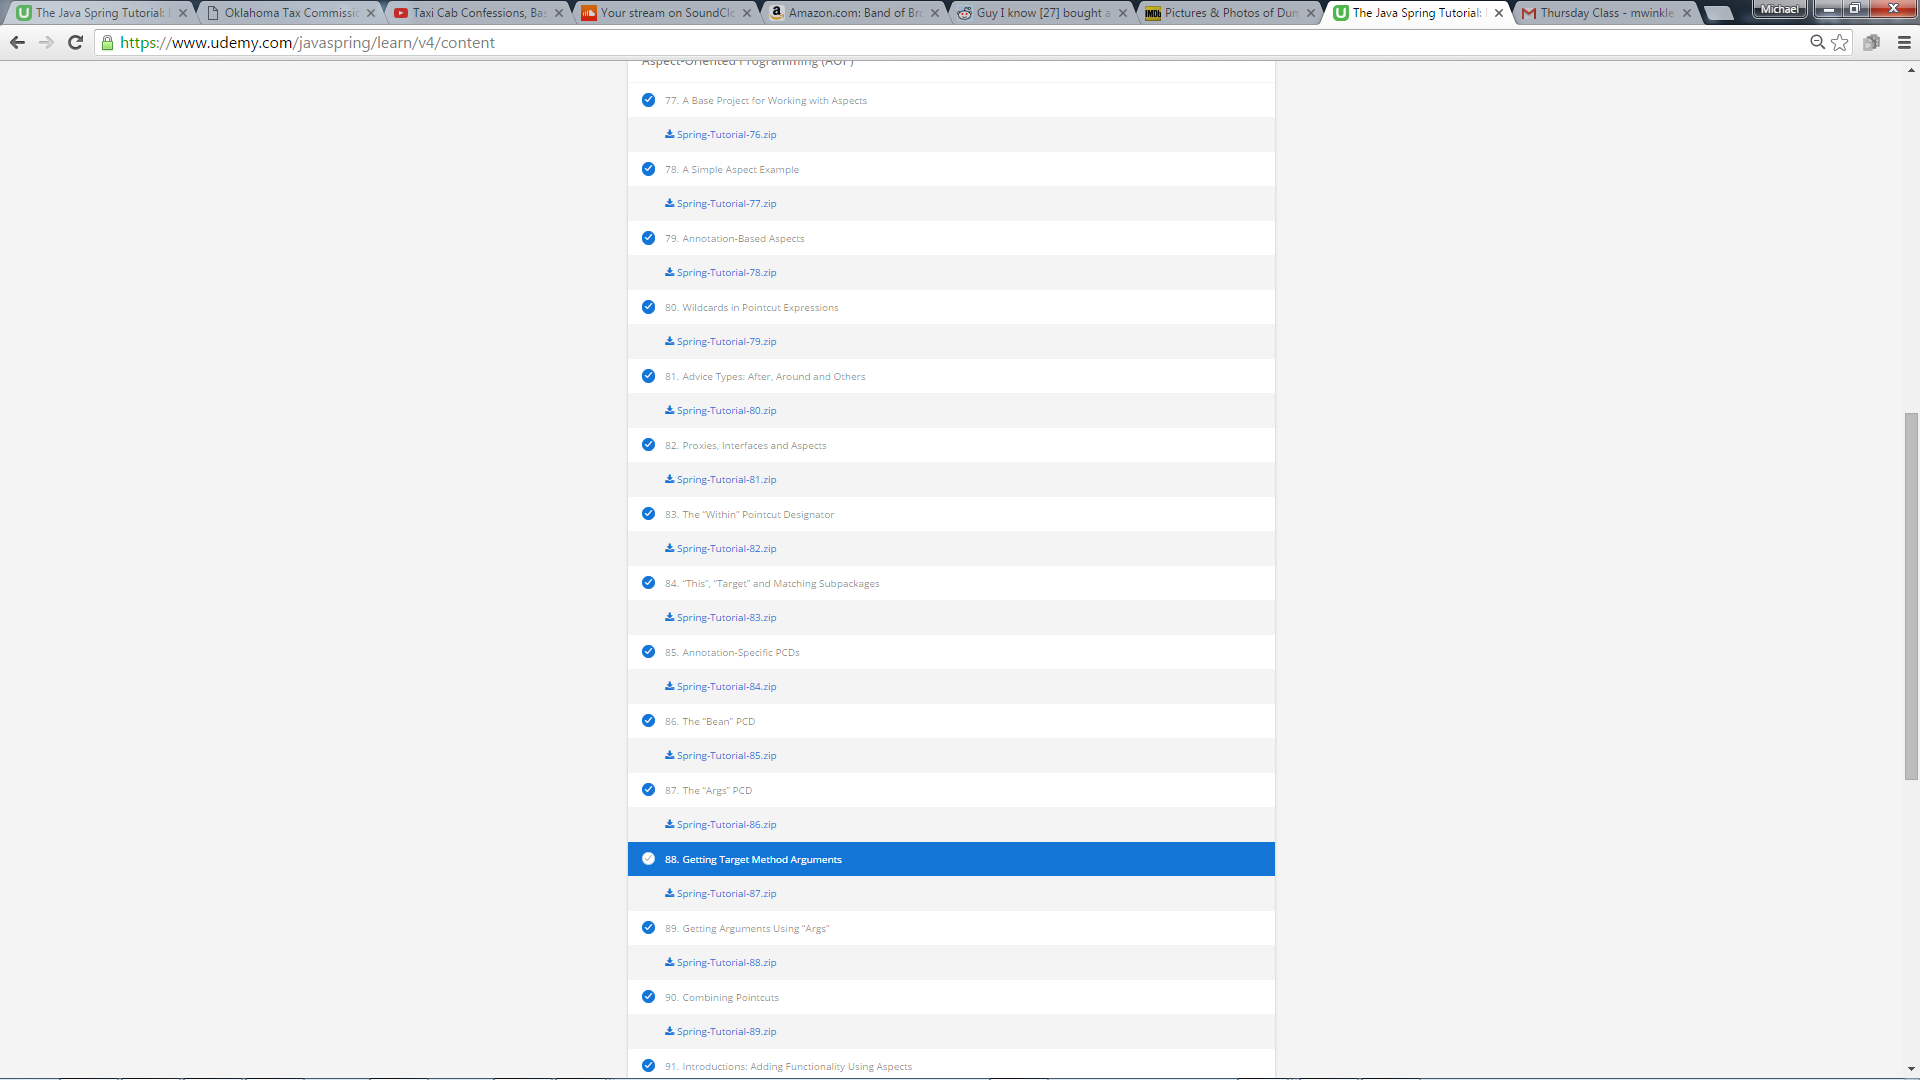 The Java Spring Tutorial:
Oklahoma Tax Commissi
Taxi Cab Confessions, Ba
Your stream on SoundClo
Amazon.com: Band of Br
Guy I know [27] bought a
Pictures & Photos of Dum
The Java Spring Tutorial:
Thursday Class - mwinkle
Michael
https://www.udemy.com/javaspring/learn/v4/content
Aspect-Oriented Programming (AOP)
77. A Base Project for Working with Aspects
Spring-Tutorial-76.zip
78. A Simple Aspect Example
Spring-Tutorial-77.zip
79. Annotation-Based Aspects
Spring-Tutorial-78.zip
80. Wildcards in Pointcut Expressions
Spring-Tutorial-79.zip
81. Advice Types: After, Around and Others
Spring-Tutorial-80.zip
82. Proxies, Interfaces and Aspects
Spring-Tutorial-81.zip
83. The “Within” Pointcut Designator
Spring-Tutorial-82.zip
84. “This”, “Target” and Matching Subpackages
Spring-Tutorial-83.zip
85. Annotation-Specific PCDs
Spring-Tutorial-84.zip
86. The “Bean” PCD
Spring-Tutorial-85.zip
87. The “Args” PCD
Spring-Tutorial-86.zip
88. Getting Target Method Arguments
Spring-Tutorial-87.zip
89. Getting Arguments Using “Args”
Spring-Tutorial-88.zip
90. Combining Pointcuts
Spring-Tutorial-89.zip
91. Introductions: Adding Functionality Using Aspects